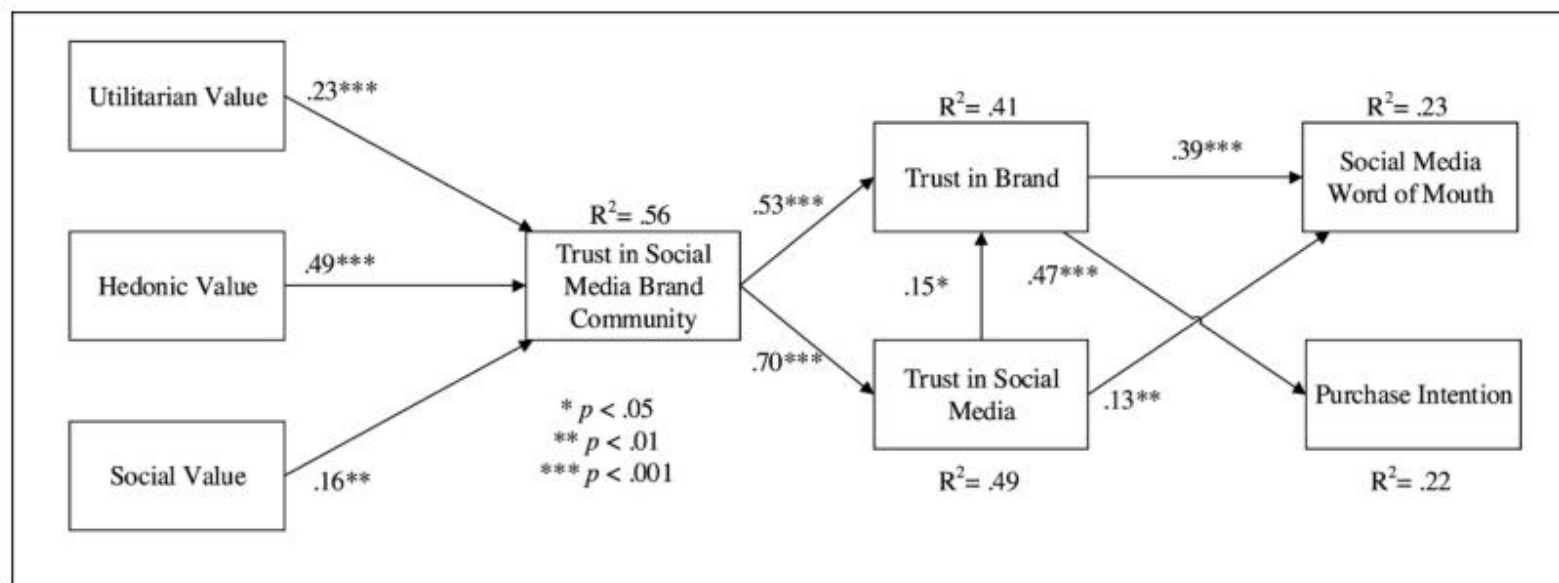 Utilitarian Value
.23***
Hedonic Value
.49***
Social Value
.16**
R²= .56
Trust in Social
Media Brand
Community
* p < .05
** p < .01
*** p < .001
.53***
.70***
R²= .41
Trust in Brand
.15*
Trust in Social
Media
R²= .49
.39***
.47***
.13**
R²= .23
Social Media
Word of Mouth
Purchase Intention
R²= .22